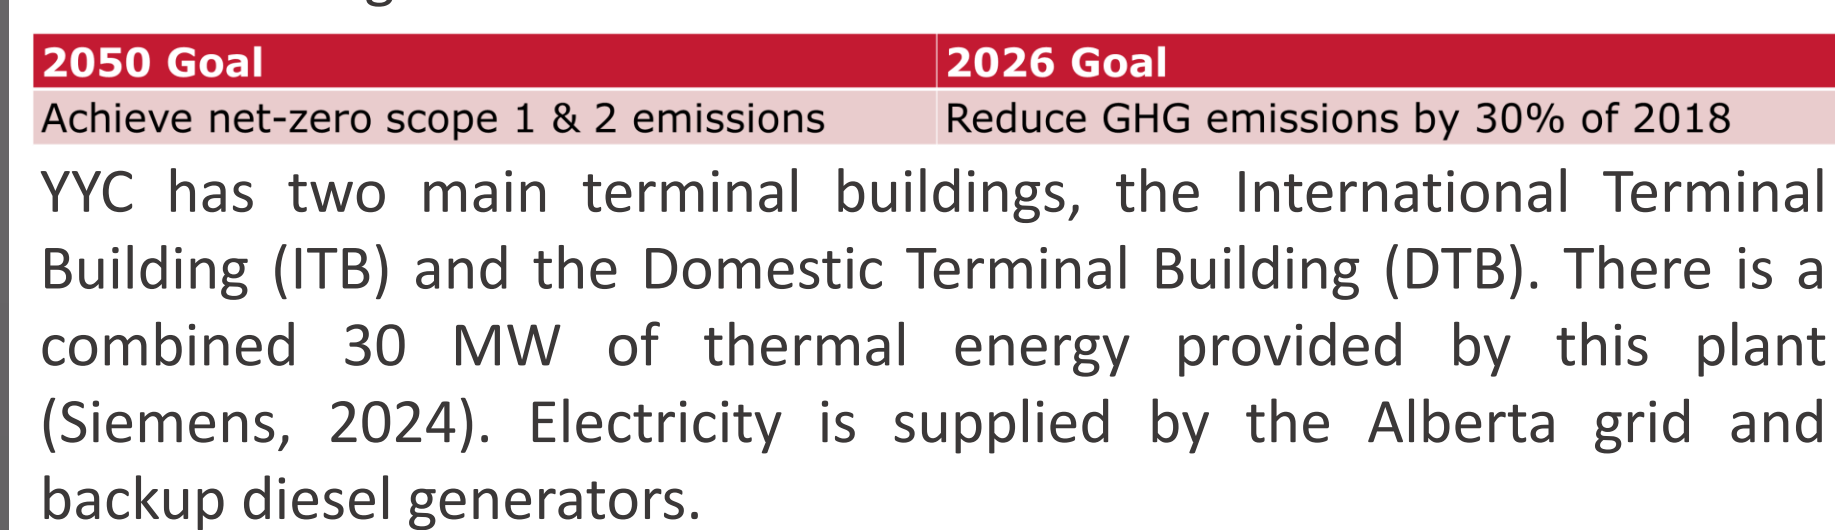 2050 Goal 2026 Goal
Achieve net-zero scope 1 & 2 emissions Reduce GHG emissions by 30% of 2018
YYC has two main terminal buildings, the International Terminal
Building (ITB) and the Domestic Terminal Building (DTB). There is a
combined 30 MW of thermal energy provided by this plant
(Siemens, 2024). Electricity is supplied by the Alberta grid and
backup diesel generators.